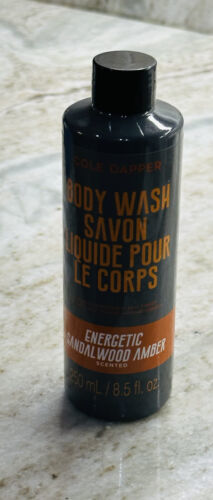 COLE DAPPER
BODY WASH
SAVON
LIQUIDE POUR
LE CORPS
ENERGETIC
SANDALWOOD AMBER
SCENTED
250 mL / 8.5 fl. oz.